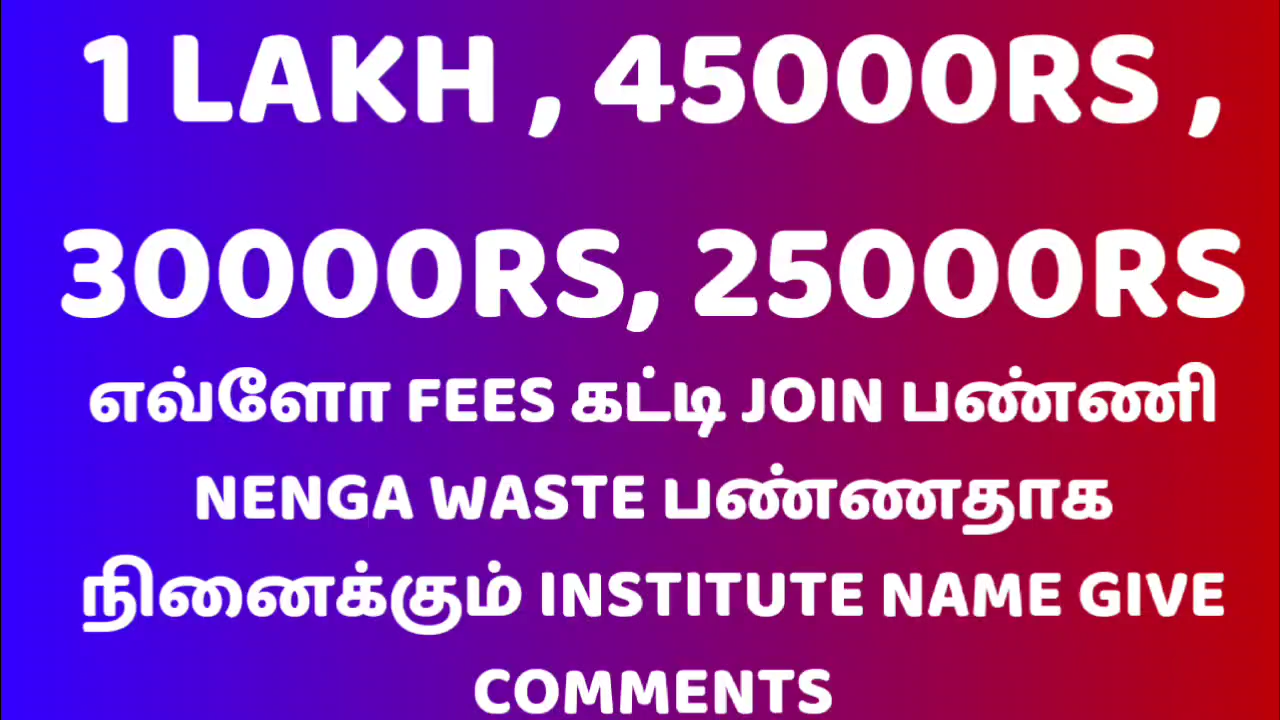 1 LAKH , 45000RS ,
30000RS, 25000RS
எவ்ளோ FEES கட்டி JOIN பண்ணி
NENGA WASTE பண்ணதாக
நினைக்கும் INSTITUTE NAME GIVE
COMMENTS